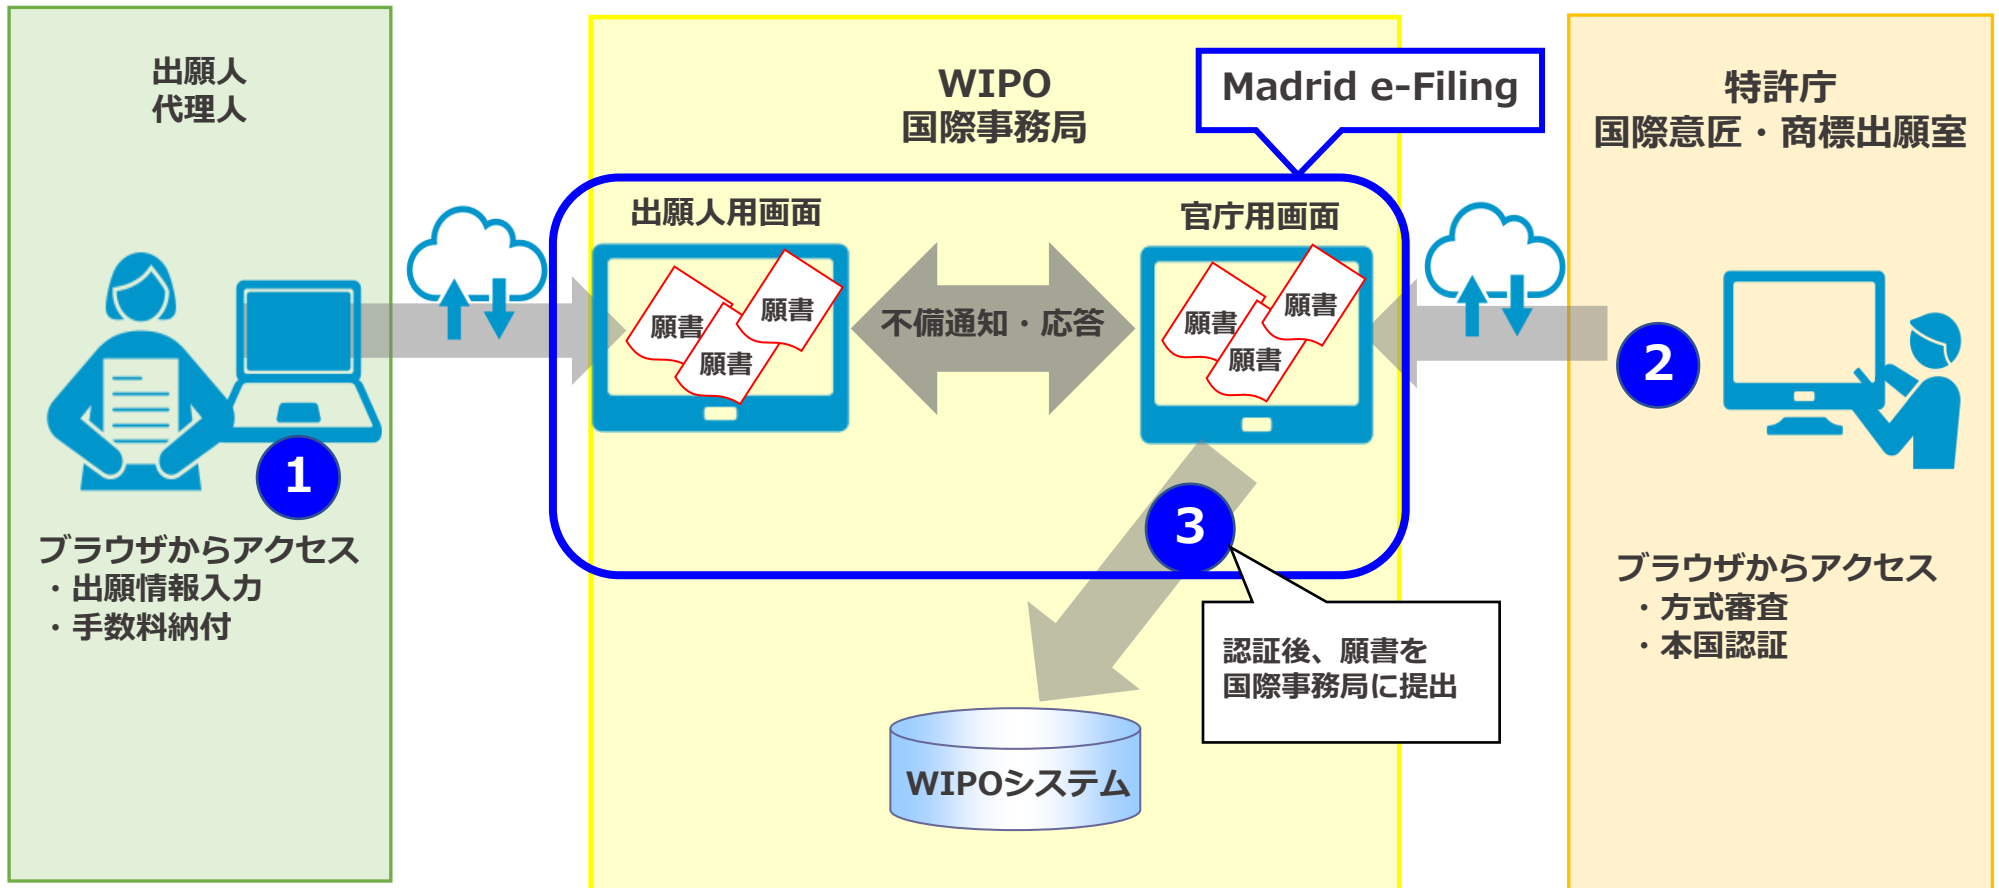 出願人
代理人
1
ブラウザからアクセス
・出願情報入力
・手数料納付
WIPO
国際事務局
Madrid e-Filing
出願人用画面
願書
願書
願書
不備通知・応答
官庁用画面
願書
願書
願書
3
認証後、願書を
国際事務局に提出
WIPOシステム
特許庁
国際意匠・商標出願室
2
ブラウザからアクセス
・方式審査
・本国認証